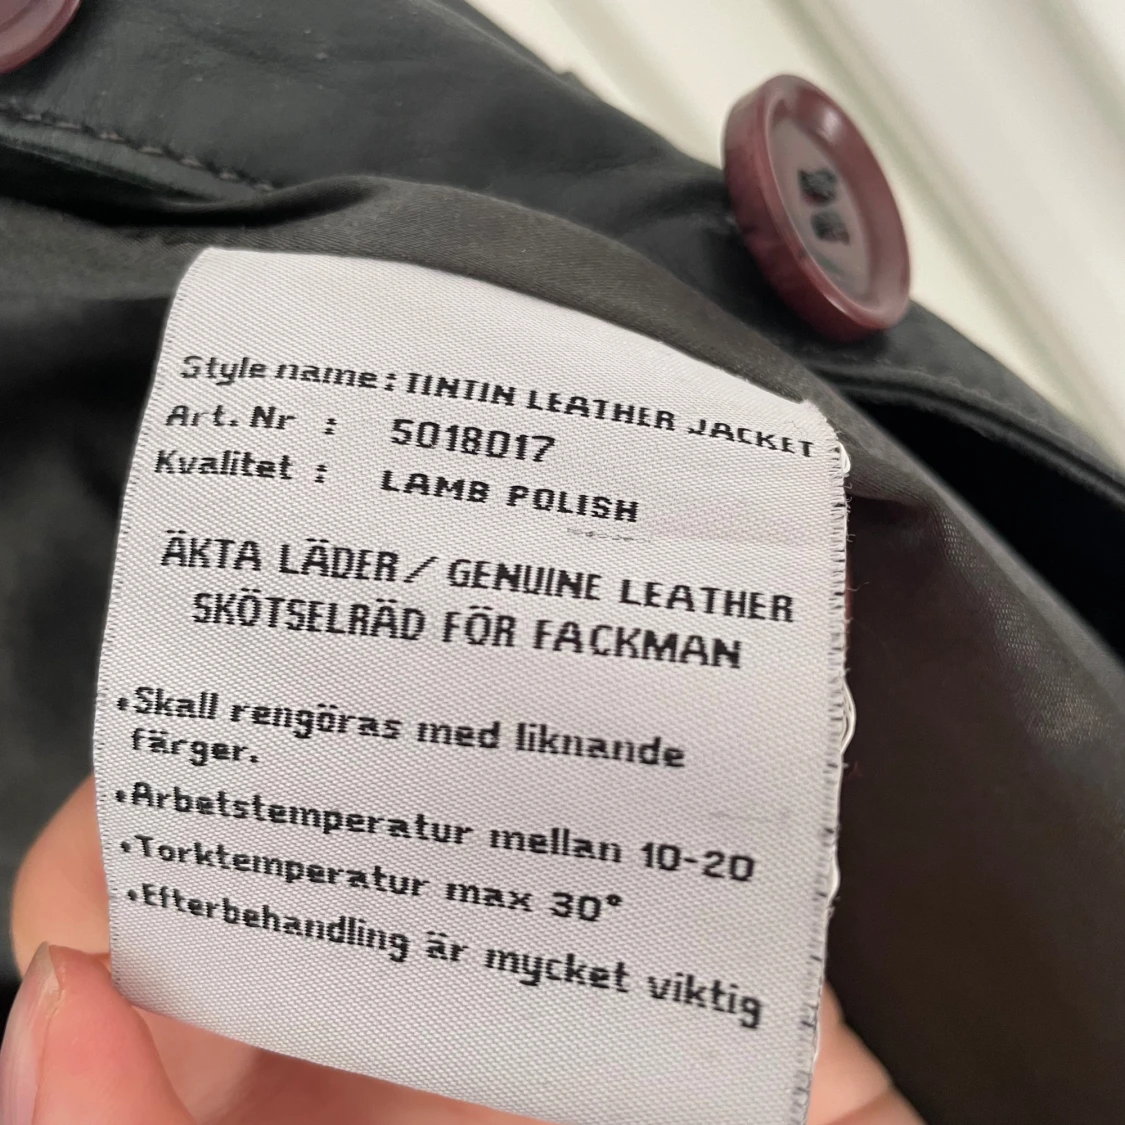 Style name: TINTIN LEATHER JACKET
Art. Nr : 5018017
Kvalitet : LAMB POLISH
ÄKTA LÄDER / GENUINE LEATHER
SKÖTSELRÄD FÖR FACKMAN
•Skall rengöras med liknande
färger.
•Arbetstemperatur mellan 10-20
•Torktemperatur max 30°
•Efterbehandling är mycket viktig